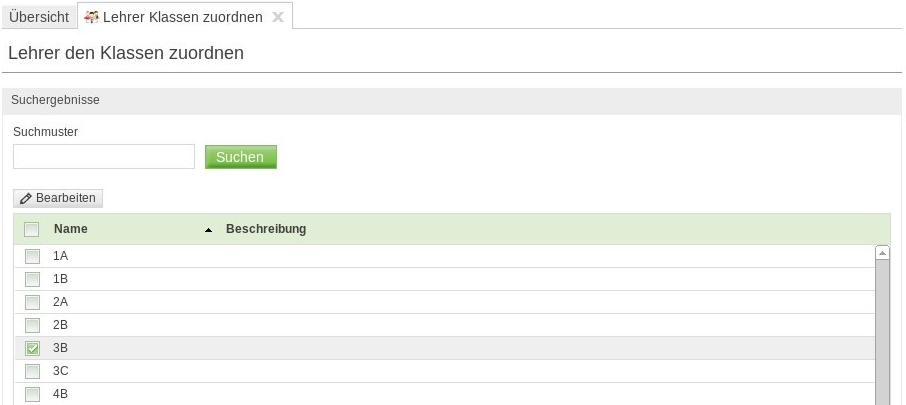 Übersicht Lehrer Klassen zuordnen
Lehrer den Klassen zuordnen
Suchergebnisse
Suchmuster
Suchen
Bearbeiten
Name Beschreibung
1A
1B
2A
2B
3B
3C
4B